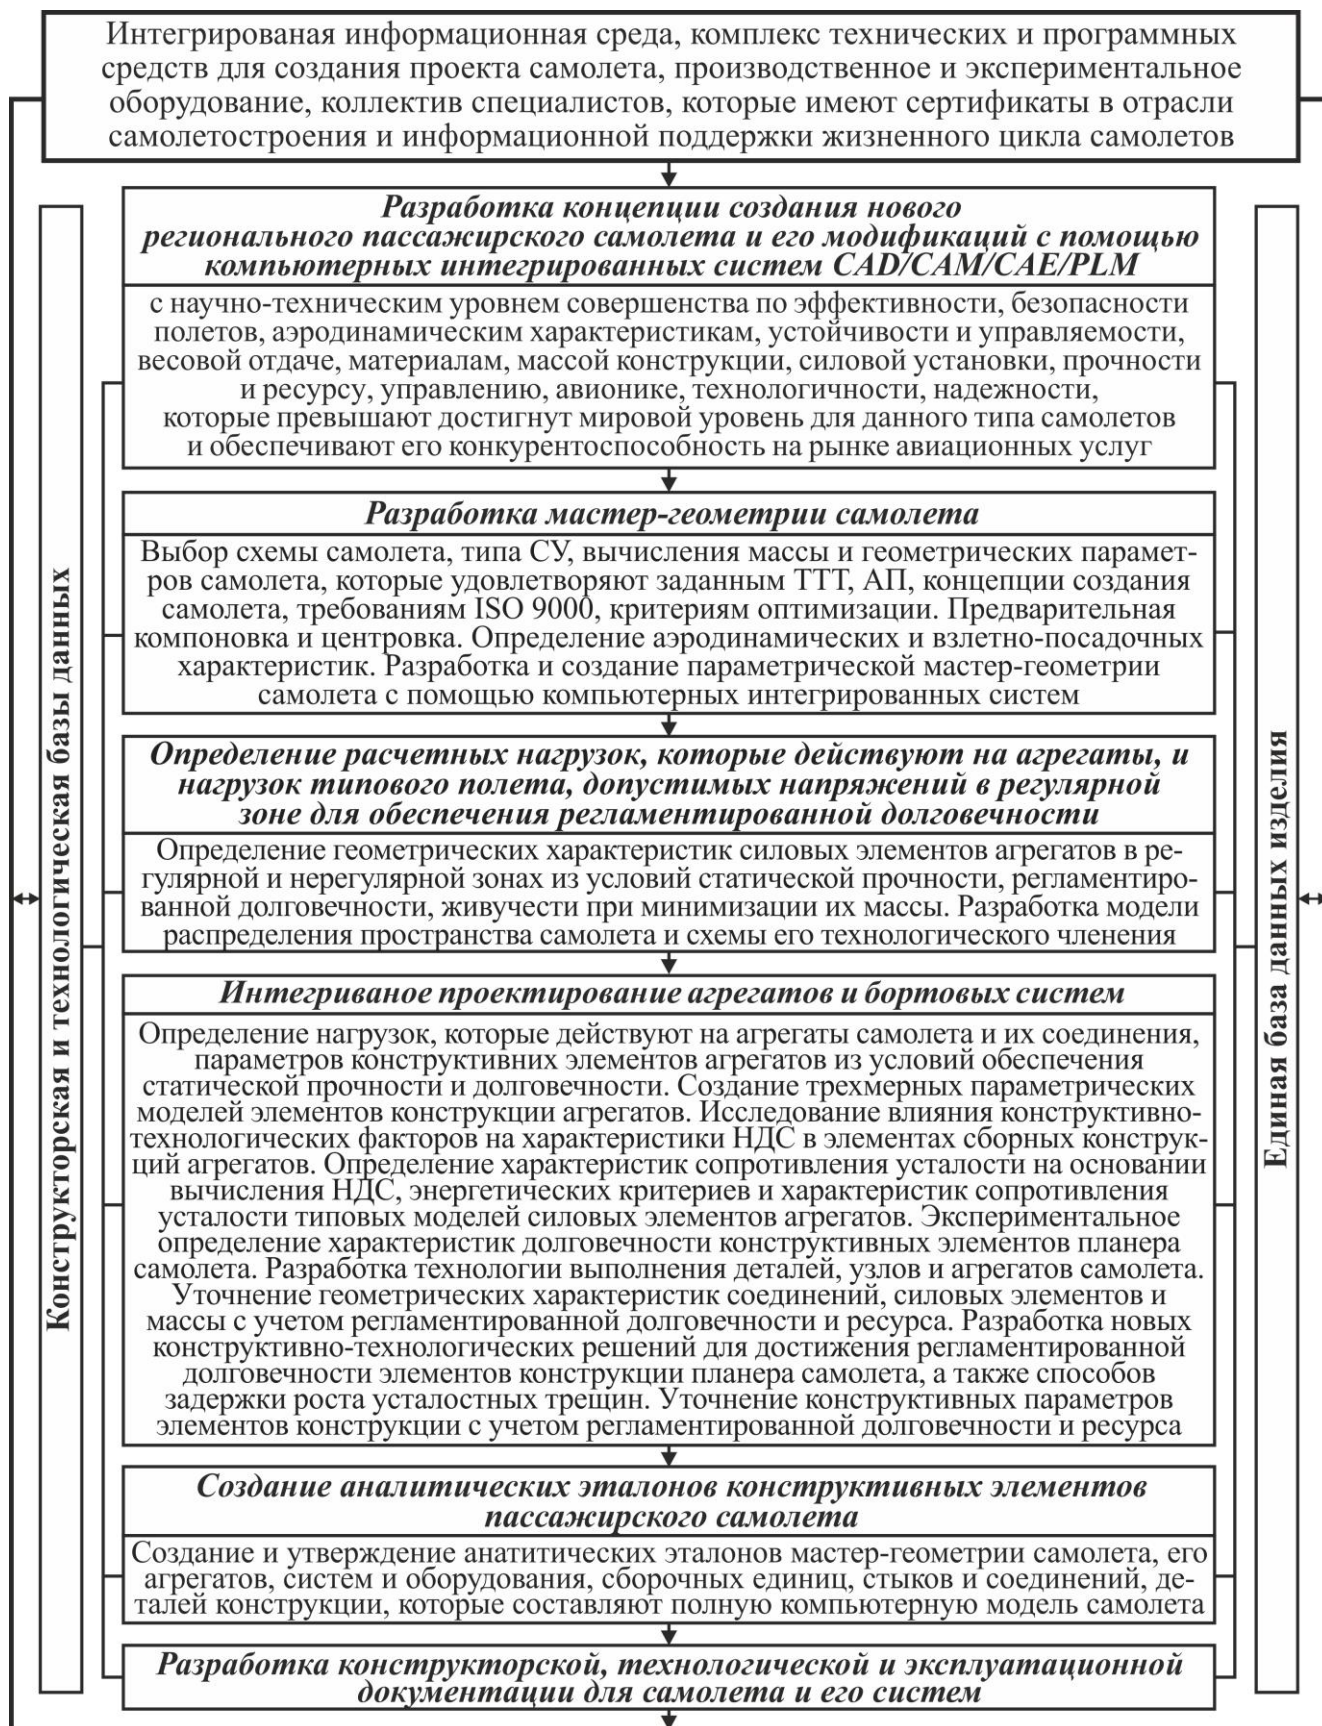 Интегрированая информационная среда, комплекс технических и программных
средств для создания проекта самолета, производственное и экспериментальное
оборудование, коллектив специалистов, которые имеют сертификаты в отрасли
самолетостроения и информационной поддержки жизненного цикла самолетов
Конструкторская и технологическая базы данных
Разработка концепции создания нового
регионального пассажирского самолета и его модификаций с помощью
компьютерных интегрированных систем CAD/CAM/CAE/PLM
с научно-техническим уровнем совершенства по эффективности, безопасности
полетов, аэродинамическим характеристикам, устойчивости и управляемости,
весовой отдаче, материалам, массой конструкции, силовой установки, прочности
и ресурсу, управлению, авионике, технологичности, надежности,
которые превышают достигнут мировой уровень для данного типа самолетов
и обеспечивают его конкурентоспособность на рынке авиационных услуг
Разработка мастер-геометрии самолета
Выбор схемы самолета, типа СУ, вычисления массы и геометрических парамет-
ров самолета, которые удовлетворяют заданным ТТТ, АП, концепции создания
самолета, требованиям ISO 9000, критериям оптимизации. Предварительная
компоновка и центровка. Определение аэродинамических и взлетно-посадочных
характеристик. Разработка и создание параметрической мастер-геометрии
самолета с помощью компьютерных интегрированных систем
Определение расчетных нагрузок, которые действуют на агрегаты, и
нагрузок типового полета, допустимых напряжений в регулярной
зоне для обеспечения регламентированной долговечности
Определение геометрических характеристик силовых элементов агрегатов в ре-
гулярной и нерегулярной зонах из условий статической прочности, регламентиро-
ванной долговечности, живучести при минимизации их массы. Разработка модели
распределения пространства самолета и схемы его технологического членения
Интегриваное проектирование агрегатов и бортовых систем
Определение нагрузок, которые действуют на агрегаты самолета и их соединения,
параметров конструктивних элементов агрегатов из условий обеспечения
статической прочности и долговечности. Создание трехмерных параметрических
моделей элементов конструкции агрегатов. Исследование влияния конструктивно-
технологических факторов на характеристики НДС в элементах сборных конструк-
ций агрегатов. Определение характеристик сопротивления усталости на основании
вычисления НДС, энергетических критериев и характеристик сопротивления
усталости типовых моделей силовых элементов агрегатов. Экспериментальное
определение характеристик долговечности конструктивных элементов планера
самолета. Разработка технологии выполнения деталей, узлов и агрегатов самолета.
Уточнение геометрических характеристик соединений, силовых элементов и
массы с учетом регламентированной долговечности и ресурса. Разработка новых
конструктивно-технологических решений для достижения регламентированной
долговечности элементов конструкции планера самолета, а также способов
задержки роста усталостных трещин. Уточнение конструктивных параметров
элементов конструкции с учетом регламентированной долговечности и ресурса
Создание аналитических эталонов конструктивных элементов
пассажирского самолета
Создание и утверждение анатитических эталонов мастер-геометрии самолета, его
агрегатов, систем и оборудования, сборочных единиц, стыков и соединений, де-
талей конструкции, которые составляют полную компьютерную модель самолета
Разработка конструкторской, технологической и эксплуатационной
документации для самолета и его систем
Единая база данных изделия